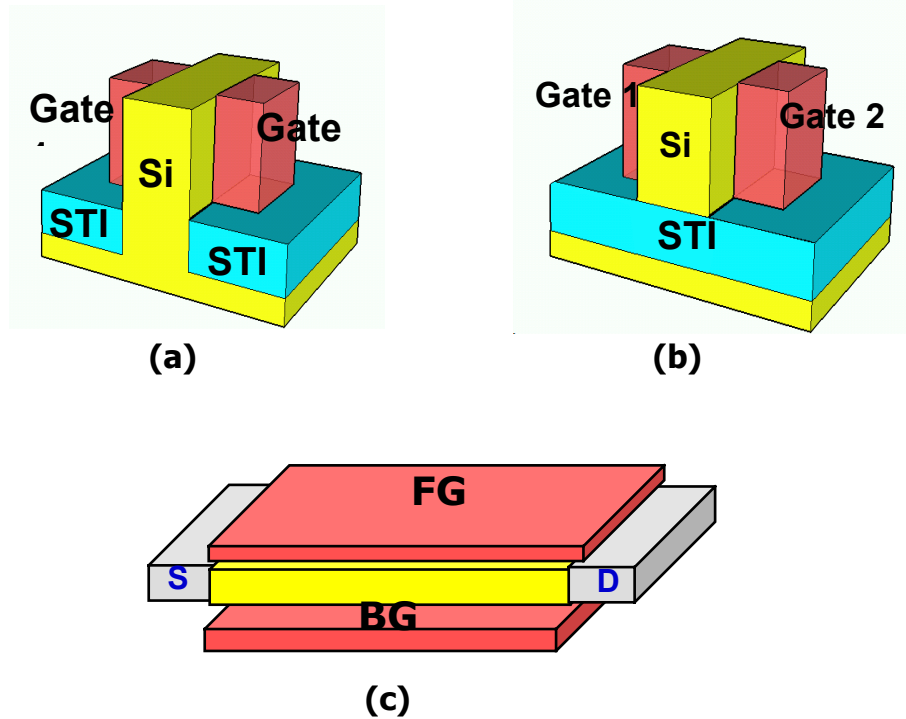 Gate
Gate
Si
STI
STI
(a)
Gate 1
Gate 2
Si
STI
(b)
FG
S
D
BG
(c)